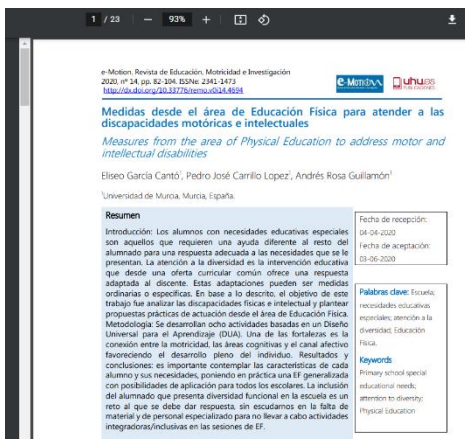 1 / 23 — 93% +
e-Motion. Revista de Educación, Motricidad e Investigación
2020, nº 14, pp. 82-104. ISSNe: 2341-1473
http://dx.doi.org/10.33776/remo.v0i14.4694
e-Motion
uhu.es
PUBLICACIONES
Medidas desde el área de Educación Física para atender a las
discapacidades motóricas e intelectuales
Measures from the area of Physical Education to address motor and
intellectual disabilities
Eliseo García Cantó¹, Pedro José Carrillo Lopez¹, Andrés Rosa Guillamón¹
¹Universidad de Murcia, Murcia, España.
Resumen
Introducción: Los alumnos con necesidades educativas especiales
son aquellos que requieren una ayuda diferente al resto del
alumnado para una respuesta adecuada a las necesidades que se le
presentan. La atención a la diversidad es la intervención educativa
que desde una oferta curricular común ofrece una respuesta
adaptada al discente. Estas adaptaciones pueden ser medidas
ordinarias o específicas. En base a lo descrito, el objetivo de este
trabajo fue analizar las discapacidades físicas e intelectual y plantear
propuestas prácticas de actuación desde el área de Educación Física.
Metodología: Se desarrollan ocho actividades basadas en un Diseño
Universal para el Aprendizaje (DUA). Una de las fortalezas es la
conexión entre la motricidad, las áreas cognitivas y el canal afectivo
favoreciendo el desarrollo pleno del individuo. Resultados y
conclusiones: es importante contemplar las características de cada
alumno y sus necesidades, poniendo en práctica una EF generalizada
con posibilidades de aplicación para todos los escolares. La inclusión
del alumnado que presenta diversidad funcional en la escuela es un
reto al que se debe dar respuesta, sin escudarnos en la falta de
material y de personal especializado para no llevar a cabo actividades
integradoras/inclusivas en las sesiones de EF.
Fecha de recepción:
04-04-2020
Fecha de aceptación:
03-06-2020
Palabras clave: Escuela;
necesidades educativas
especiales; atención a la
diversidad; Educación
Física.
Keywords
Primary school special
educational needs;
attention to diversity;
Physical Education